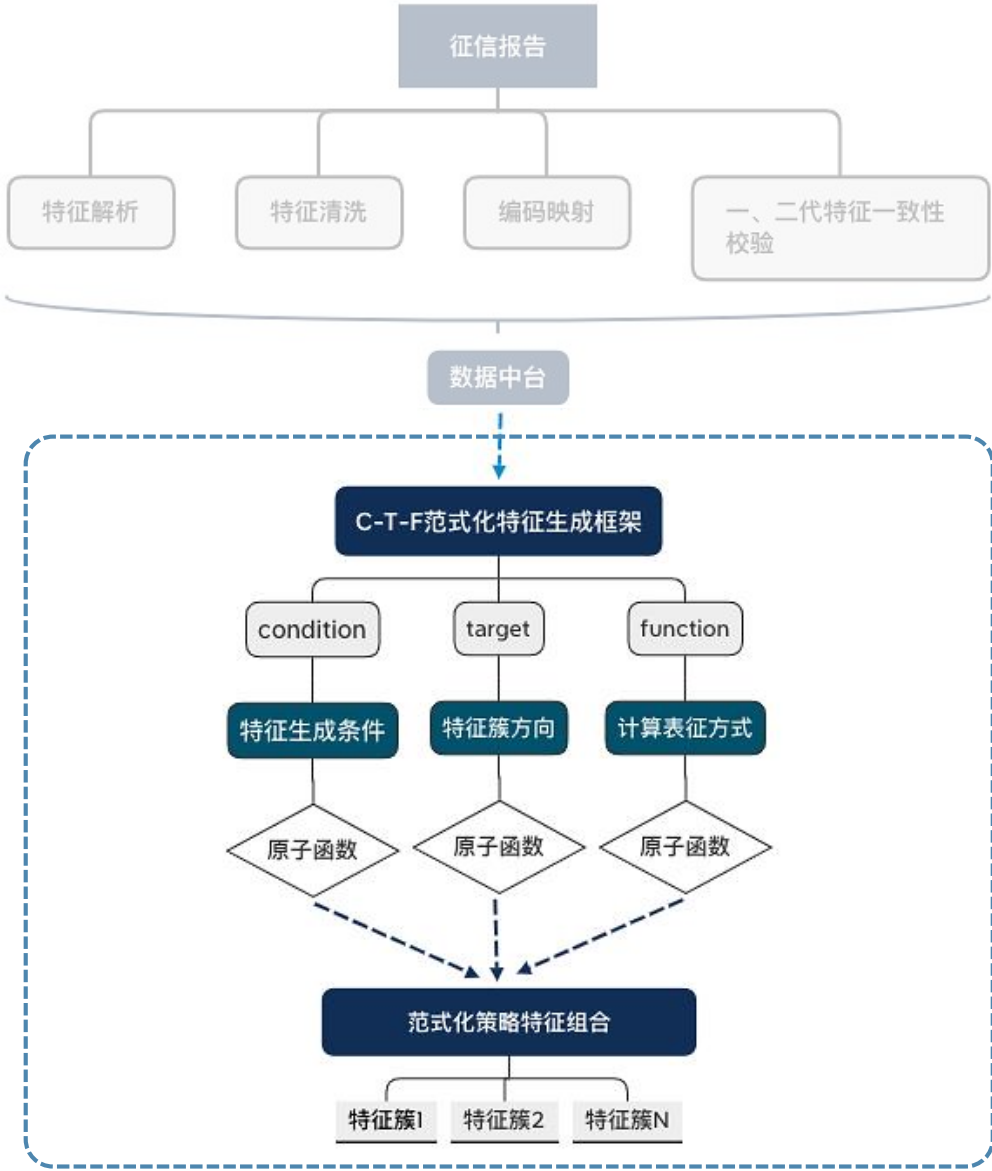 征信报告
特征解析
特征清洗
编码映射
一、二代特征一致性
校验
数据中台
C-T-F范式化特征生成框架
condition
target
function
特征生成条件
特征簇方向
计算表征方式
原子函数
原子函数
原子函数
范式化策略特征组合
特征簇1
特征簇2
特征簇N